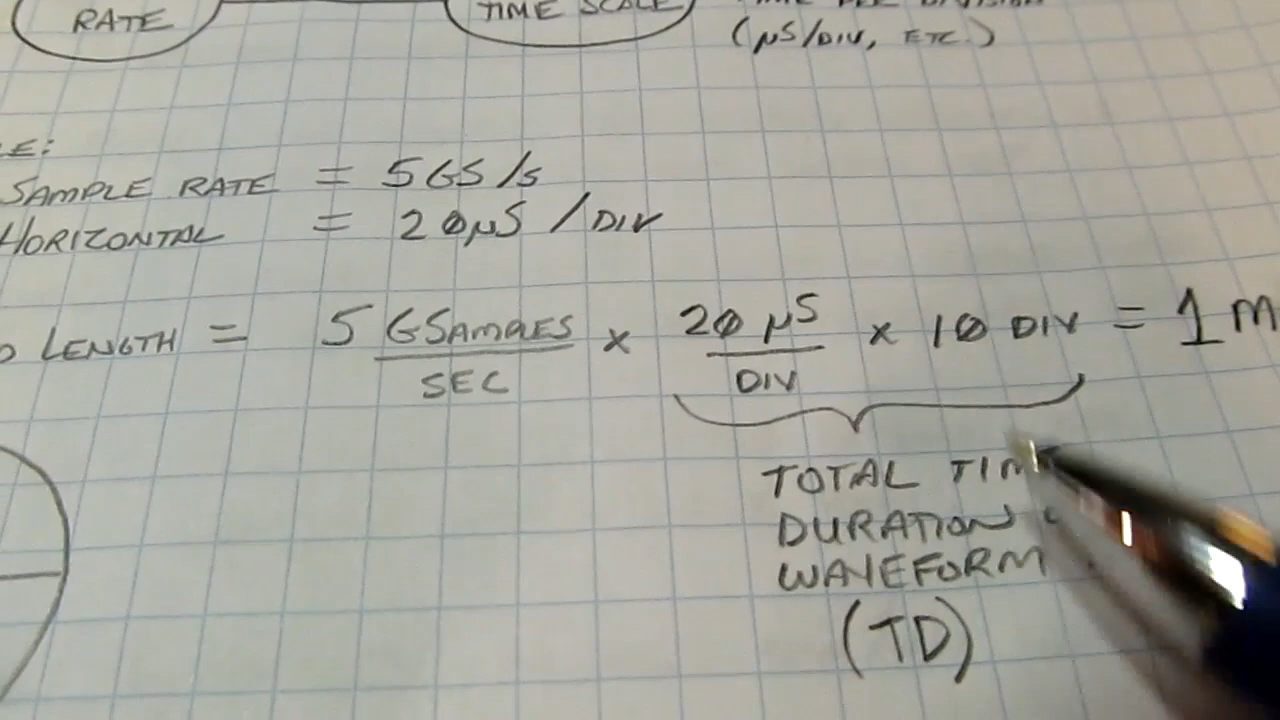 RATE
TIME SCALE
(µS/DIV, ETC.)
E:
SAMPLE RATE = 5GS/s
HORIZONTAL = 20µS /DIV
LENGTH = 5 GSAMPLES / SEC x 20 µS / DIV x 10 DIV = 1 M
TOTAL TIM
DURATION
WAVEFORM
(TD)